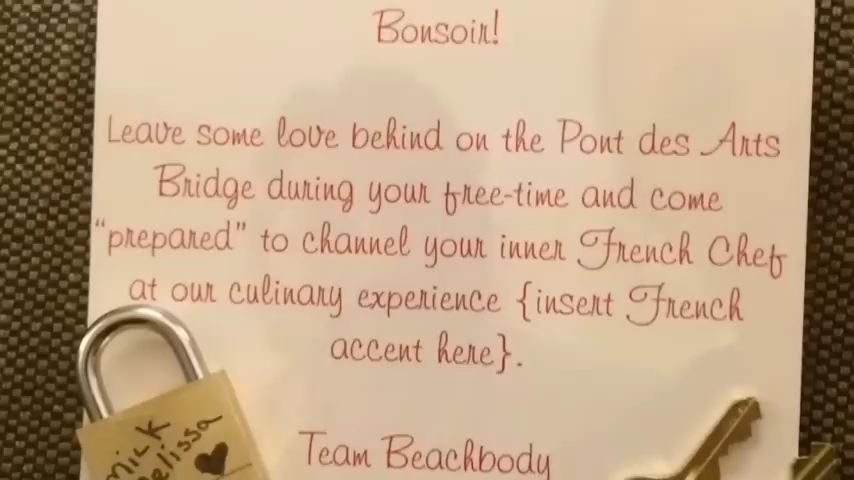 Bonsoir!
Leave some love behind on the Pont des Arts
Bridge during your free-time and come
"prepared" to channel your inner French Chef
at our culinary experience {insert French
accent here}.
Team Beachbody
nick
melissa